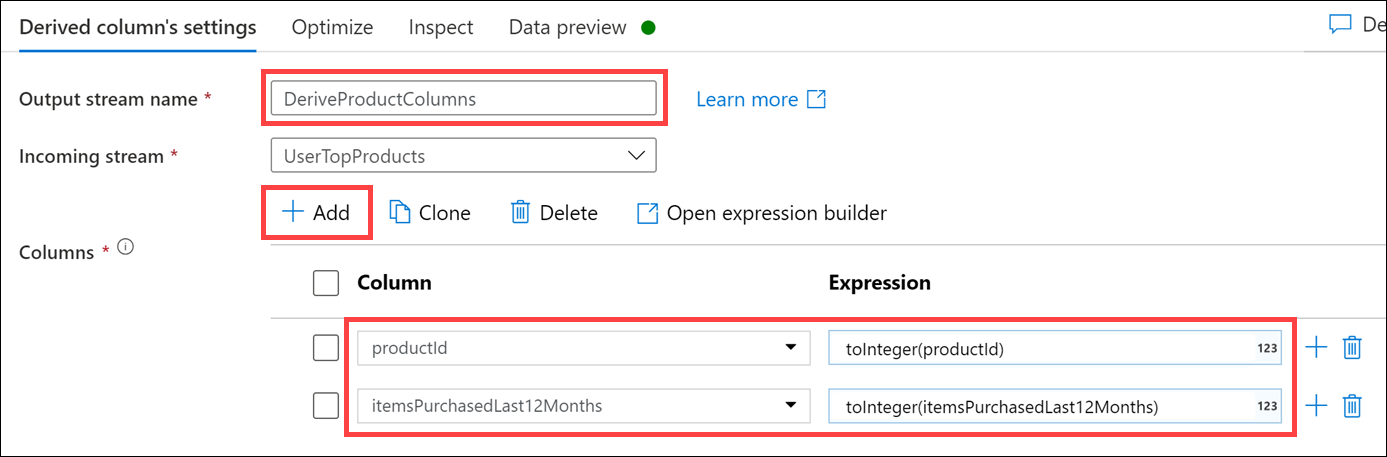 Derived column's settings Optimize Inspect Data preview De
Output stream name * DeriveProductColumns Learn more
Incoming stream * UserTopProducts
Add Clone Delete Open expression builder
Columns *
Column Expression
productId toInteger(productId) 123
itemsPurchasedLast12Months toInteger(itemsPurchasedLast12Months) 123